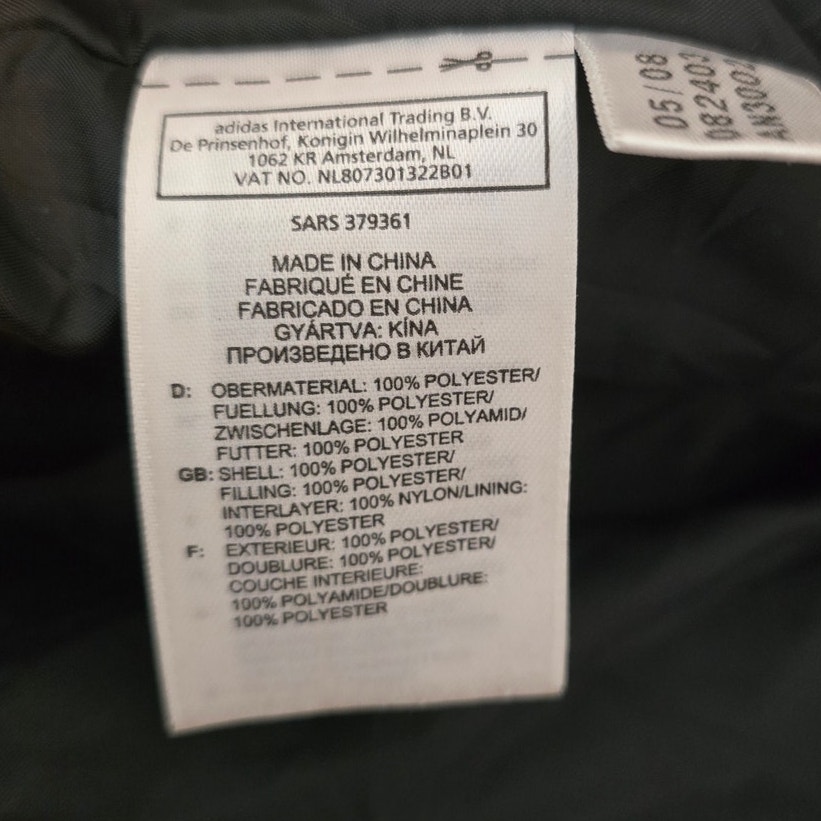 adidas International Trading B.V.
De Prinsenhof, Konigin Wilhelminaplein 30
1062 KR Amsterdam, NL
VAT NO. NL807301322B01
SARS 379361
MADE IN CHINA
FABRIQUÉ EN CHINE
FABRICADO EN CHINA
GYÁRTVA: KÍNA
ПРОИЗВЕДЕНО В КИТАЙ
D: OBERMATERIAL: 100% POLYESTER/
FUELLUNG: 100% POLYESTER/
ZWISCHENLAGE: 100% POLYAMID/
FUTTER: 100% POLYESTER
GB: SHELL: 100% POLYESTER/
FILLING: 100% POLYESTER/
INTERLAYER: 100% NYLON/LINING:
100% POLYESTER
F: EXTERIEUR: 100% POLYESTER/
DOUBLURE: 100% POLYESTER/
COUCHE INTERIEURE:
100% POLYAMIDE/DOUBLURE:
100% POLYESTER
05/08